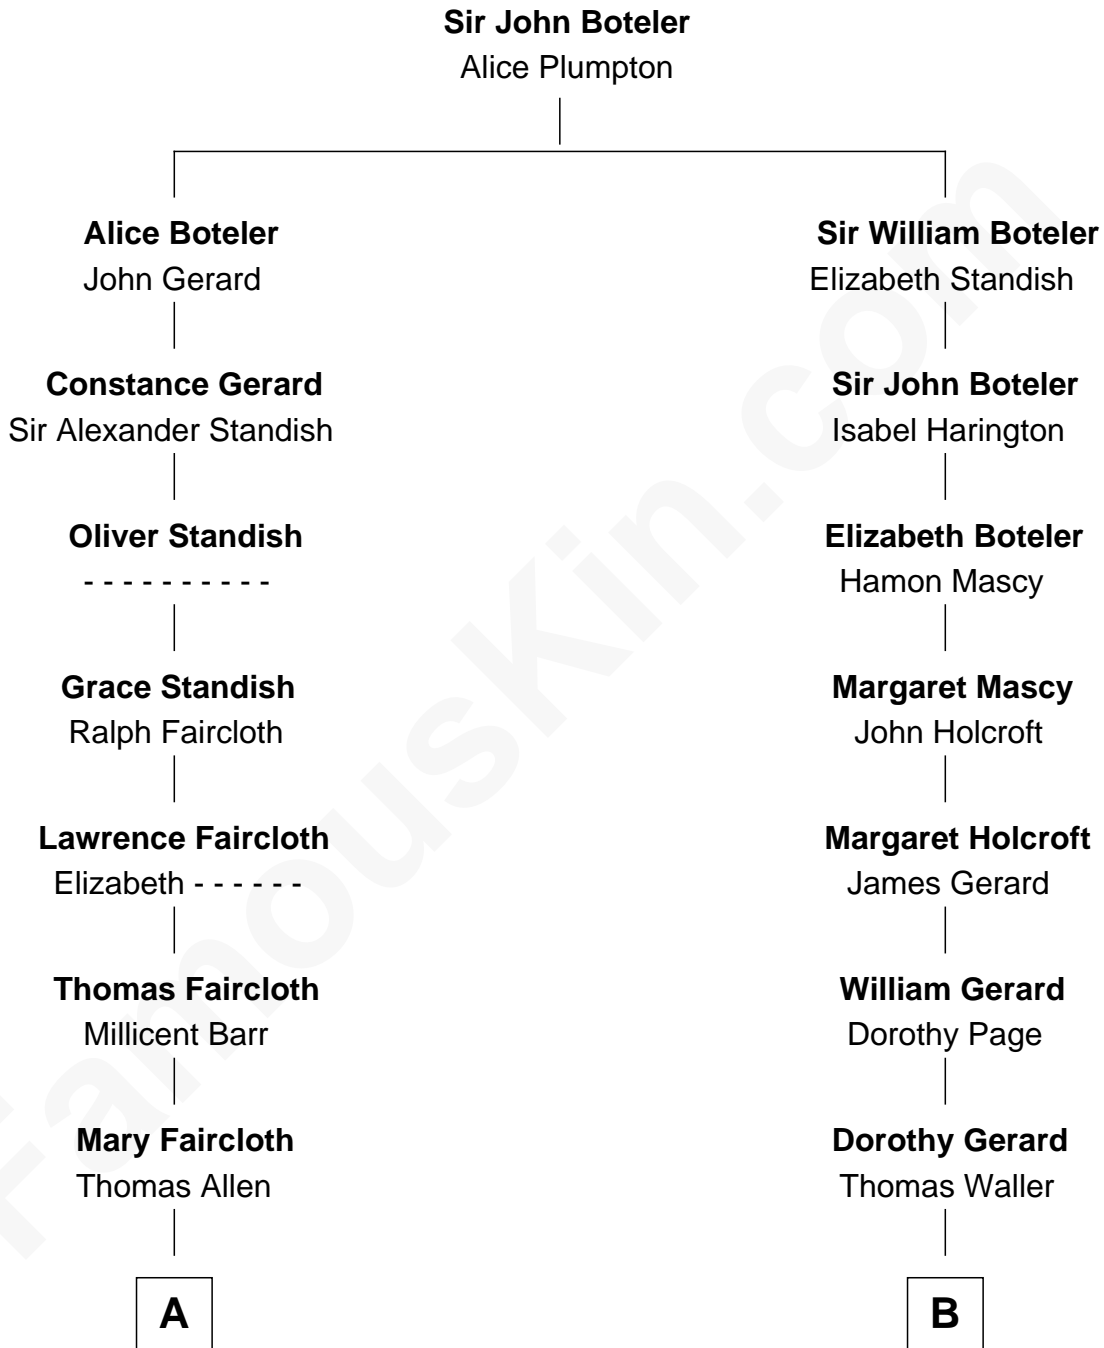 Sir John Boteler
Alice Plumpton
Alice Boteler
John Gerard
Sir William Boteler
Elizabeth Standish
Constance Gerard
Sir Alexander Standish
Sir John Boteler
Isabel Harington
Oliver Standish
- - - - - - - - - -
Elizabeth Boteler
Hamon Mascy
Grace Standish
Ralph Faircloth
Margaret Mascy
John Holcroft
Lawrence Faircloth
Elizabeth - - - - - -
Margaret Holcroft
James Gerard
Thomas Faircloth
Millicent Barr
William Gerard
Dorothy Page
Mary Faircloth
Thomas Allen
Dorothy Gerard
Thomas Waller
A
B
FamousKin.com